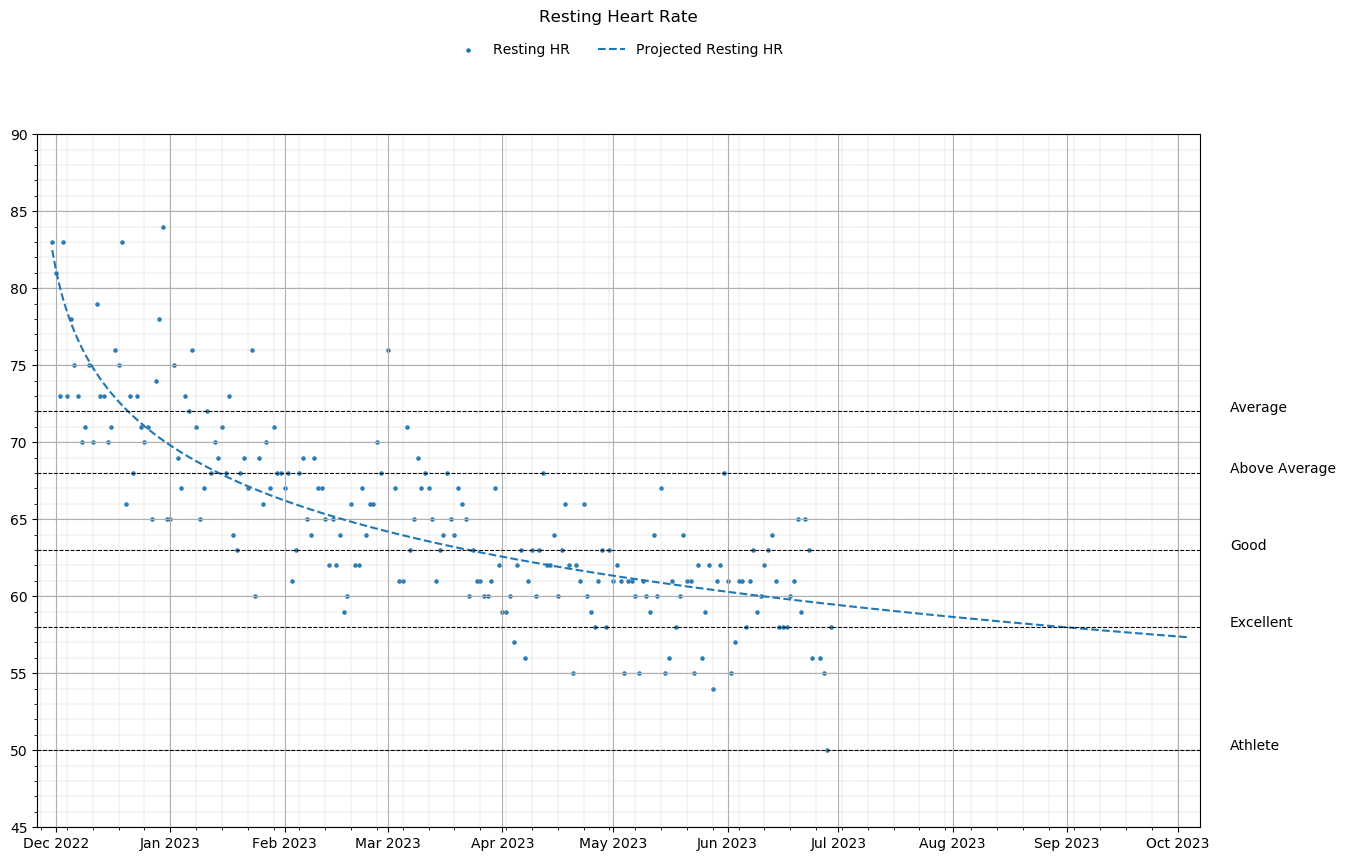 Resting Heart Rate
Resting HR Projected Resting HR
90
85
80
75
Average
70
Above Average
65
Good
60
Excellent
55
50
Athlete
45
Dec 2022 Jan 2023 Feb 2023 Mar 2023 Apr 2023 May 2023 Jun 2023 Jul 2023 Aug 2023 Sep 2023 Oct 2023